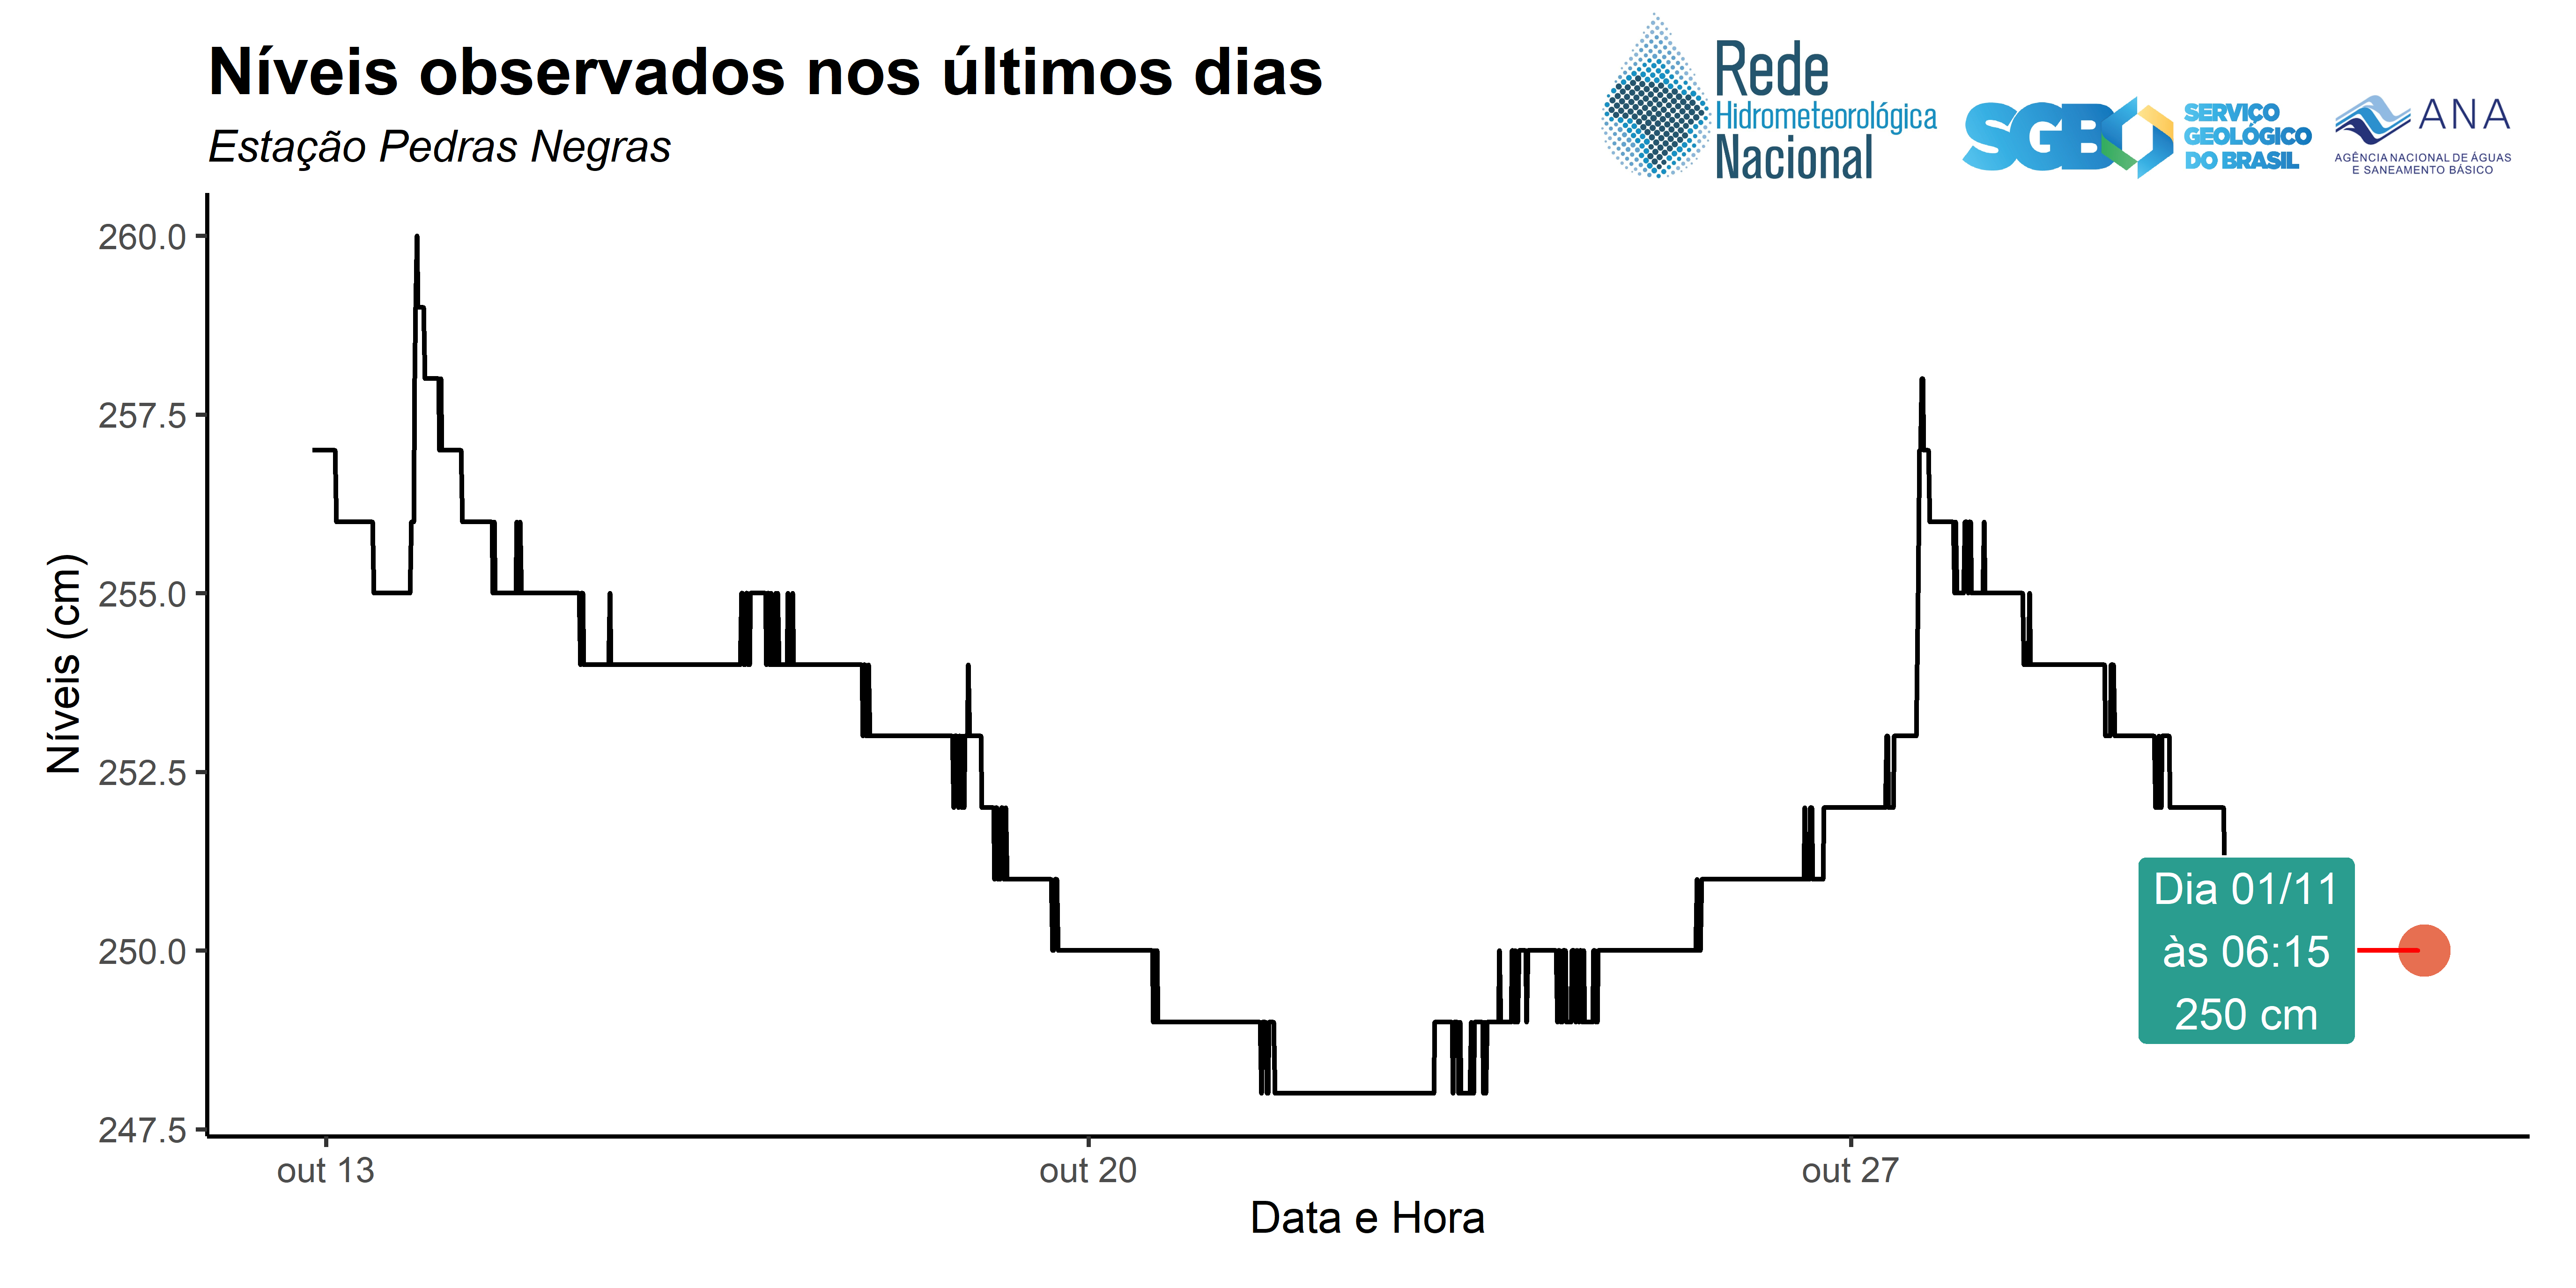 Níveis observados nos últimos dias
Estação Pedras Negras
Rede
Hidrometeorológica
Nacional
SGB
SERVIÇO
GEOLÓGICO
DO BRASIL
ANA
AGÊNCIA NACIONAL DE ÁGUAS
E SANEAMENTO BÁSICO
Níveis (cm)
260.0
257.5
255.0
252.5
250.0
247.5
Dia 01/11
às 06:15
250 cm
out 13
out 20
out 27
Data e Hora